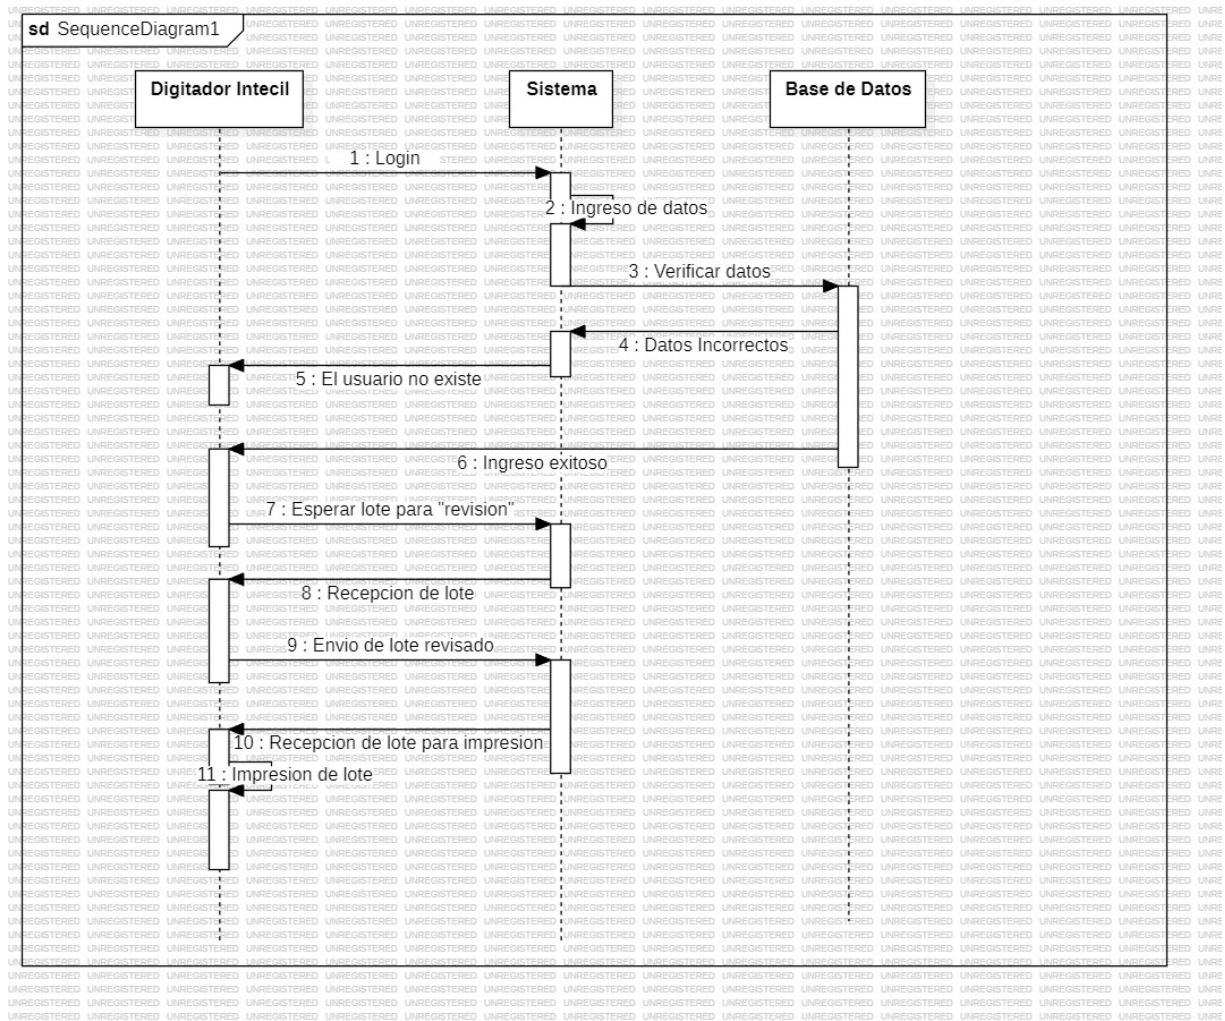 sd SequenceDiagram1
Digitador Intecil
Sistema
Base de Datos
1 : Login
2 : Ingreso de datos
3 : Verificar datos
4 : Datos Incorrectos
5 : El usuario no existe
6 : Ingreso exitoso
7 : Esperar lote para "revision"
8 : Recepcion de lote
9 : Envio de lote revisado
10 : Recepcion de lote para impresion
11 : Impresion de lote
UNREGISTERED